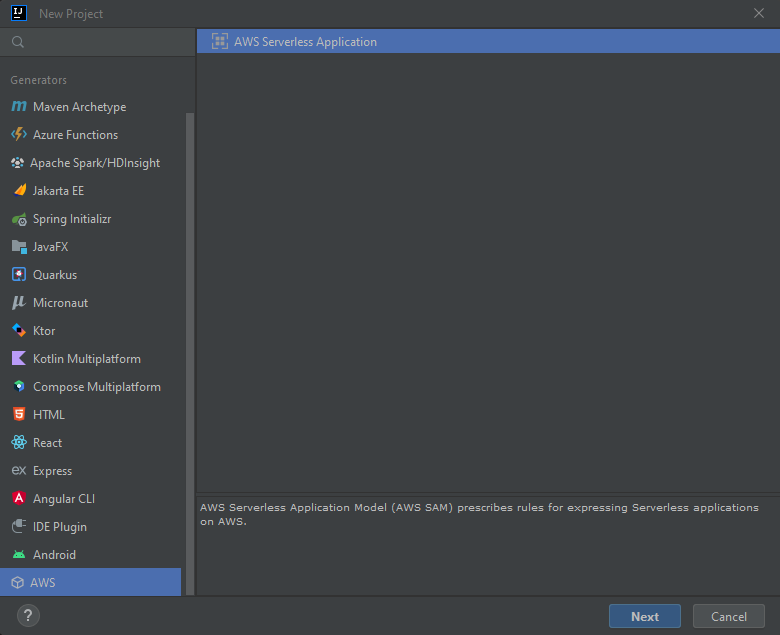 New Project
Generators
Maven Archetype
Azure Functions
Apache Spark/HDInsight
Jakarta EE
Spring Initializr
JavaFX
Quarkus
Micronaut
Ktor
Kotlin Multiplatform
Compose Multiplatform
HTML
React
ex Express
Angular CLI
IDE Plugin
Android
AWS
AWS Serverless Application
AWS Serverless Application Model (AWS SAM) prescribes rules for expressing Serverless applications
on AWS.
?
Next
Cancel